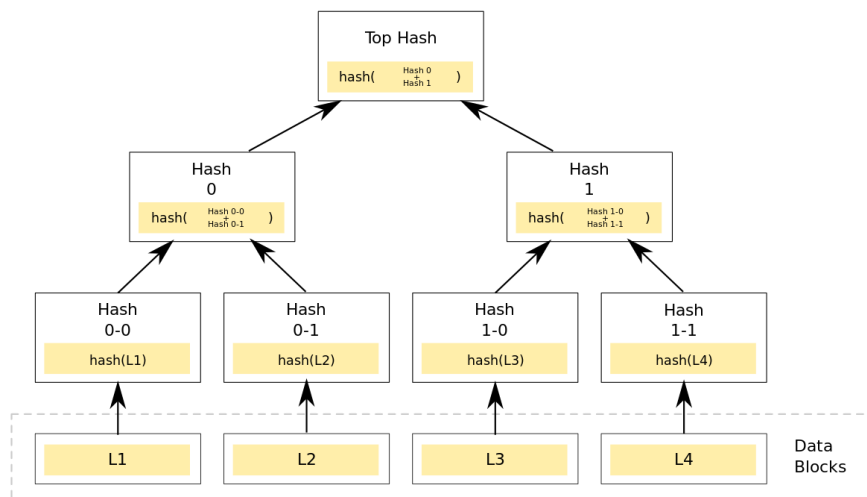 Top Hash
hash( Hash 0 + Hash 1 )
Hash
0
hash( Hash 0-0 + Hash 0-1 )
Hash
1
hash( Hash 1-0 + Hash 1-1 )
Hash
0-0
hash(L1)
Hash
0-1
hash(L2)
Hash
1-0
hash(L3)
Hash
1-1
hash(L4)
L1
L2
L3
L4
Data
Blocks